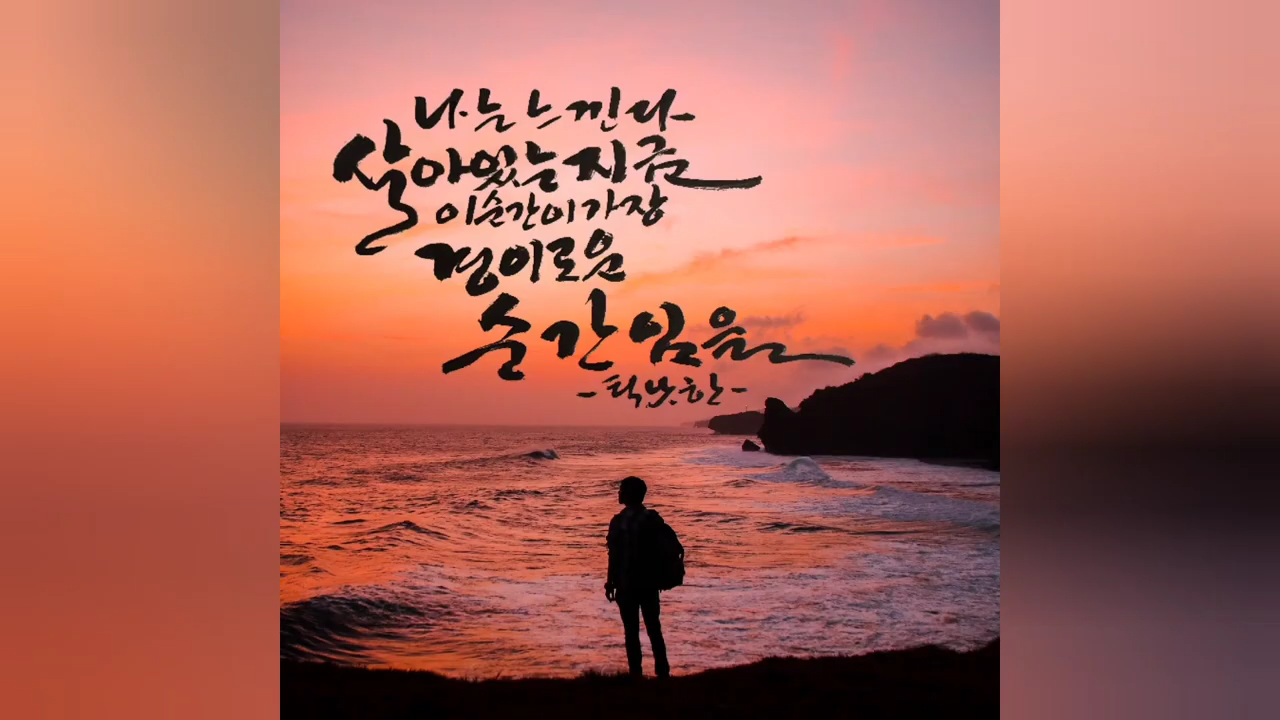 나는 느낀다
살아있는 지금
이순간이 가장
경이로운
순간임을
-틱낫한-